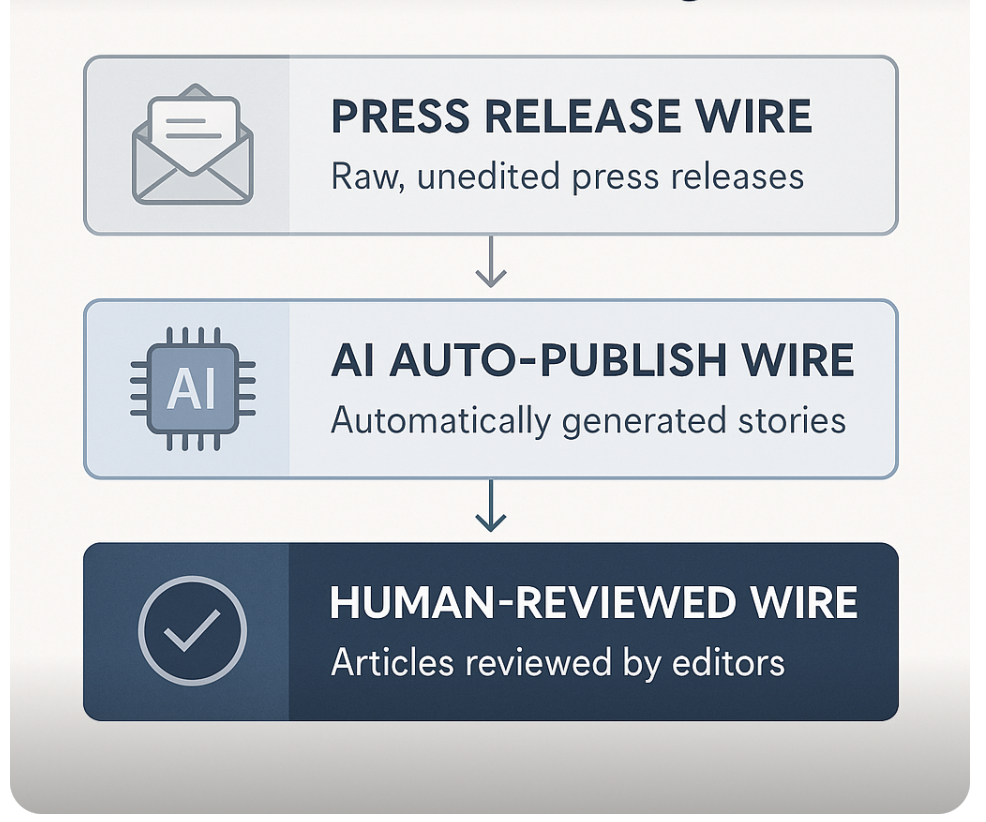 PRESS RELEASE WIRE
Raw, unedited press releases
AI
AI AUTO-PUBLISH WIRE
Automatically generated stories
HUMAN-REVIEWED WIRE
Articles reviewed by editors